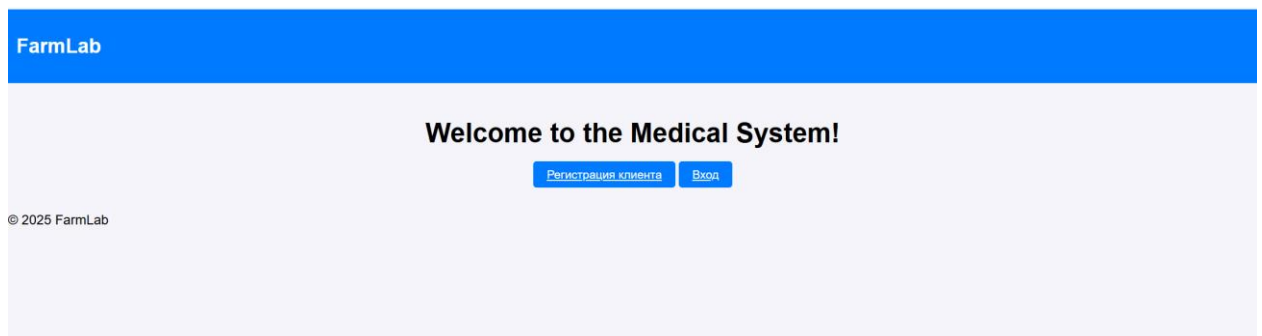 FarmLab
Welcome to the Medical System!
Регистрация клиента Вход
© 2025 FarmLab